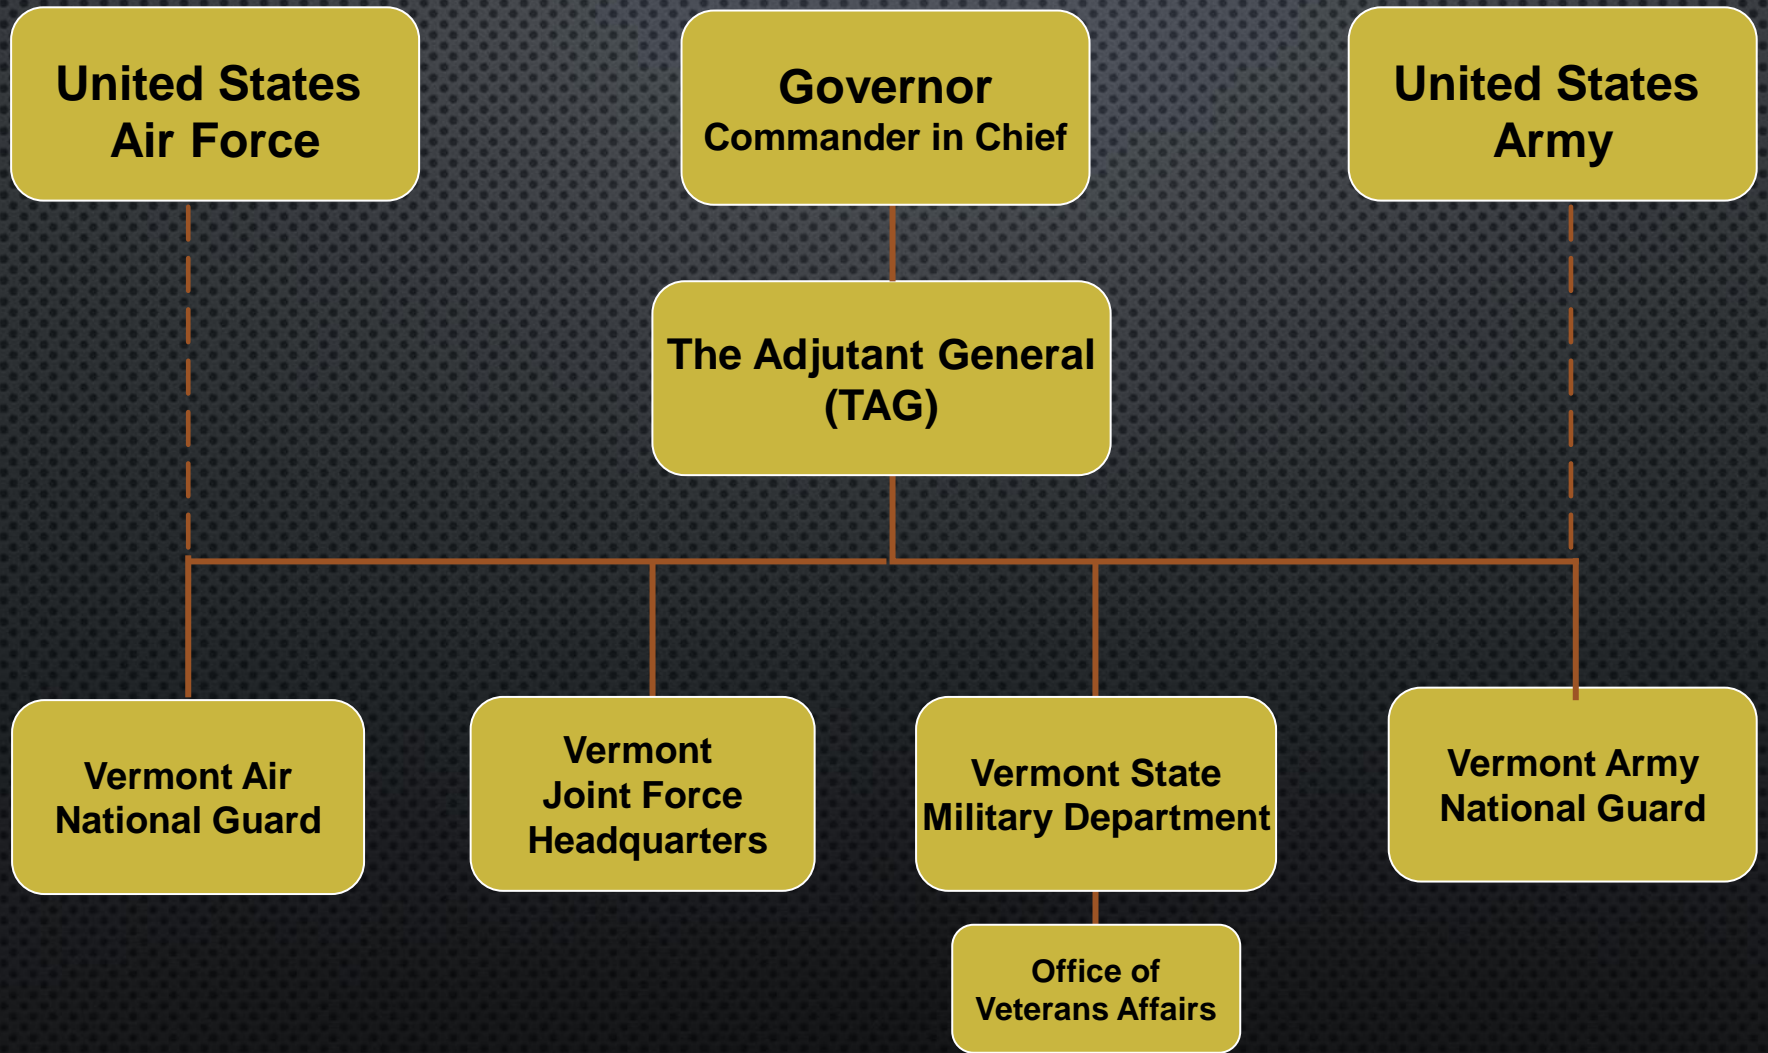 United States
Air Force
Governor
Commander in Chief
United States
Army
The Adjutant General
(TAG)
Vermont Air
National Guard
Vermont
Joint Force
Headquarters
Vermont State
Military Department
Vermont Army
National Guard
Office of
Veterans Affairs